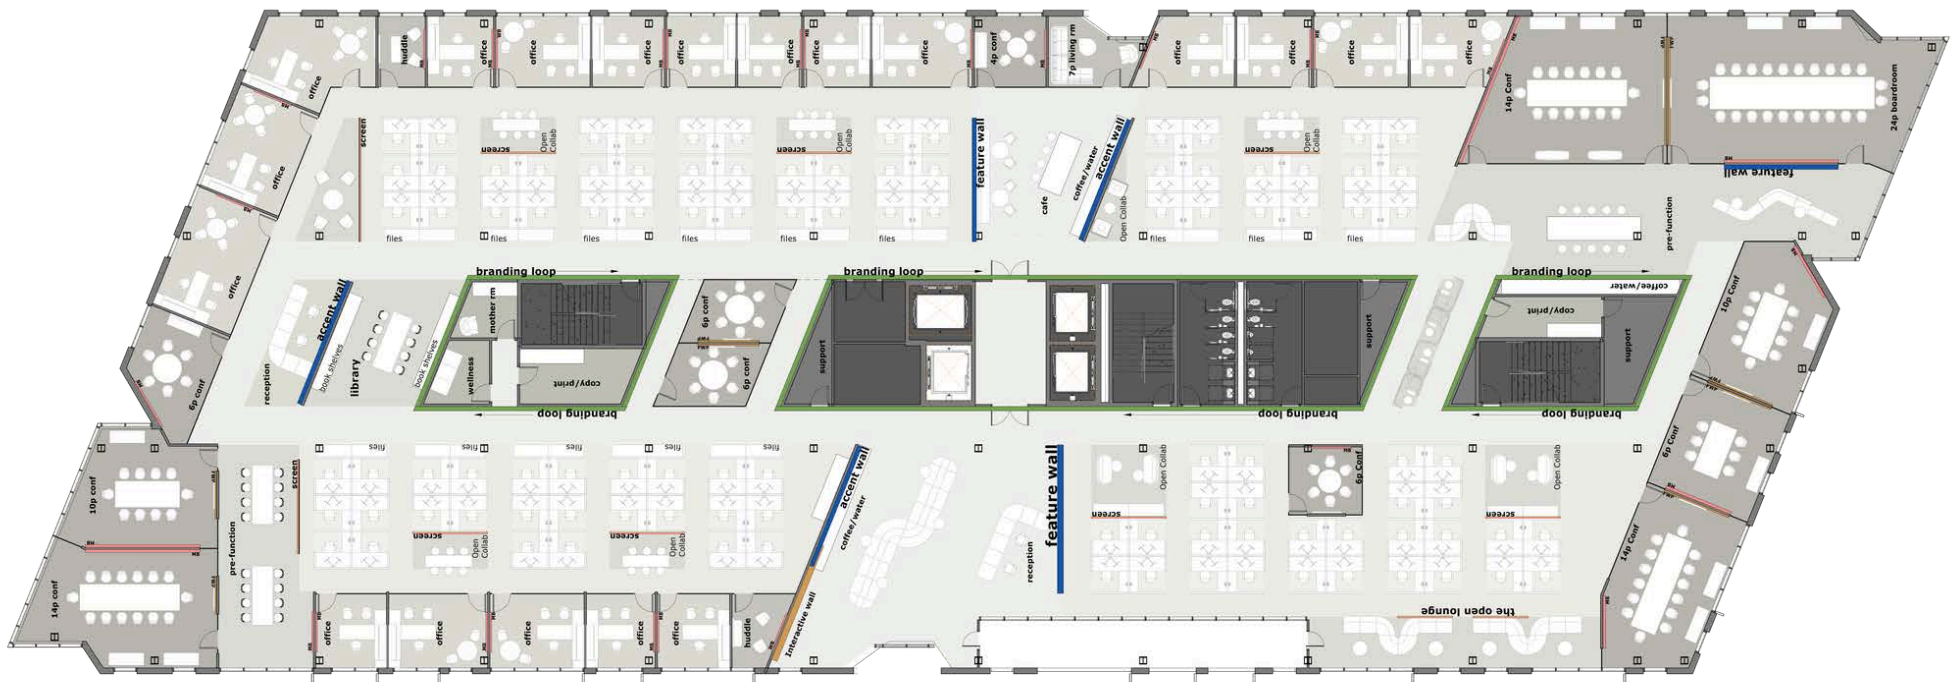 huddle
office
office
office
office
office
office
office
4p conf
7p living rm
office
office
office
office
14p Conf
24p boardroom
office
office
office
office
screen
screen
Open Collab
screen
Open Collab
feature wall
cafe
coffee/water
accent wall
Open Collab
screen
Open Collab
feature wall
pre-function
files
files
files
files
files
files
files
files
files
branding loop
branding loop
branding loop
reception
accent wall
book shelves
library
book shelves
mother rm
wellness
copy/print
6p conf
6p conf
support
support
coffee/water
copy/print
support
10p Conf
6p conf
branding loop
branding loop
branding loop
6p Conf
10p conf
14p conf
pre-function
screen
files
files
files
files
screen
Open Collab
screen
Open Collab
accent wall
coffee/water
Interactive wall
reception
feature wall
Open Collab
screen
6p Conf
Open Collab
screen
14p Conf
the open lounge
office
office
office
office
office
huddle